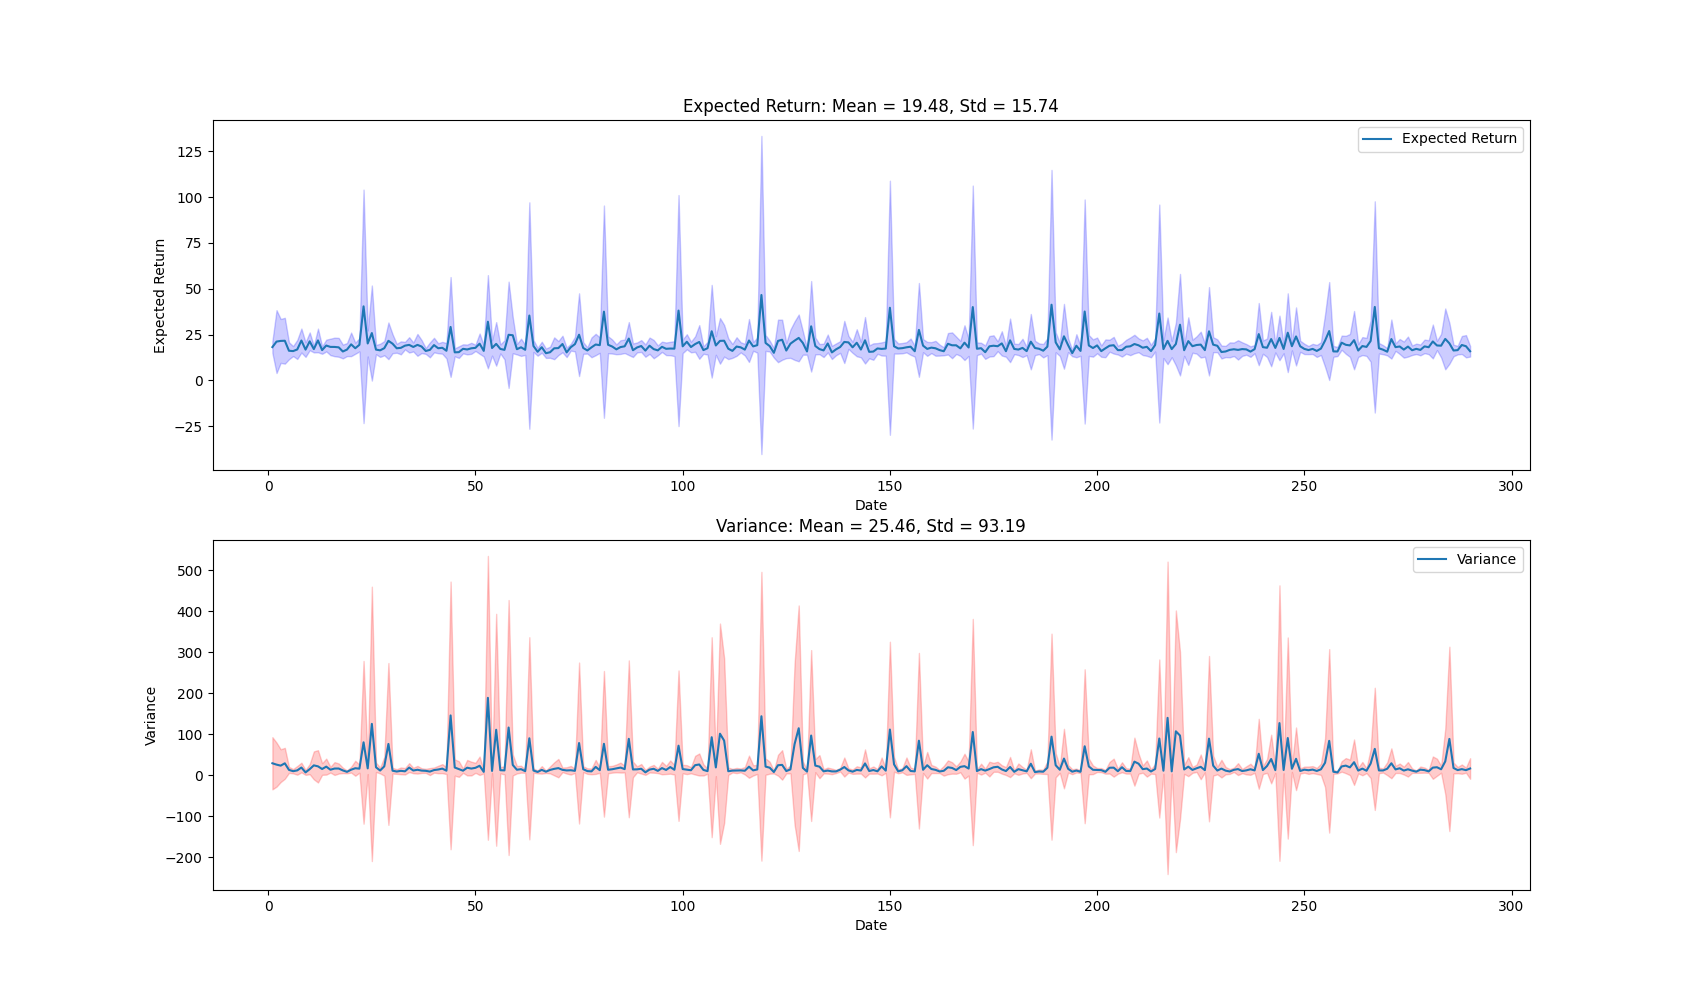 Expected Return: Mean = 19.48, Std = 15.74
Expected Return
125
100
75
50
25
0
−25
Expected Return
0 50 100 150 200 250 300
Date
Variance: Mean = 25.46, Std = 93.19
Variance
500
400
300
200
100
0
−100
−200
Variance
0 50 100 150 200 250 300
Date